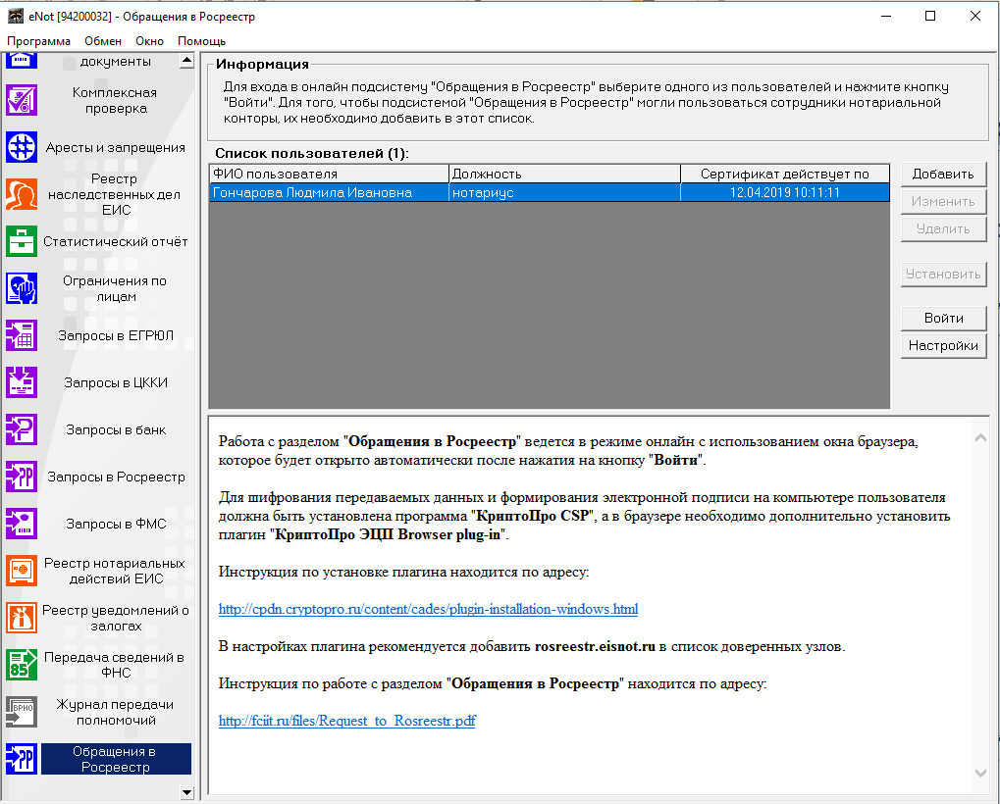 eNot [94200032] - Обращения в Росреестр
Программа Обмен Окно Помощь
документы
Комплексная
проверка
Аресты и запрещения
Реестр
наследственных дел
ЕИС
Статистический отчёт
Ограничения по
лицам
Запросы в ЕГРЮЛ
Запросы в ЦККИ
Запросы в банк
Запросы в Росреестр
Запросы в ФМС
Реестр нотариальных
действий ЕИС
Реестр уведомлений о
залогах
85
Передача сведений в
ФНС
ВРИО
Журнал передачи
полномочий
Обращения в
Росреестр
Информация
Для входа в онлайн подсистему "Обращения в Росреестр" выберите одного из пользователей и нажмите кнопку
"Войти". Для того, чтобы подсистемой "Обращения в Росреестр" могли пользоваться сотрудники нотариальной
конторы, их необходимо добавить в этот список.
Список пользователей (1):
ФИО пользователя Должность Сертификат действует по
Гончарова Людмила Ивановна нотариус 12.04.2019 10:11:11
Добавить
Изменить
Удалить
Установить
Войти
Настройки
Работа с разделом "Обращения в Росреестр" ведется в режиме онлайн с использованием окна браузера,
которое будет открыто автоматически после нажатия на кнопку "Войти".
Для шифрования передаваемых данных и формирования электронной подписи на компьютере пользователя
должна быть установлена программа "КриптоПро CSP", а в браузере необходимо дополнительно установить
плагин "КриптоПро ЭЦП Browser plug-in".
Инструкция по установке плагина находится по адресу:
http://cpdn.cryptopro.ru/content/cades/plugin-installation-windows.html
В настройках плагина рекомендуется добавить rosreestr.eisnot.ru в список доверенных узлов.
Инструкция по работе с разделом "Обращения в Росреестр" находится по адресу:
http://fciit.ru/files/Request_to_Rosreestr.pdf